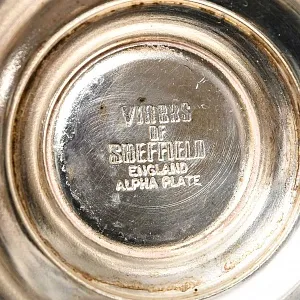 VINERS
OF
SHEFFIELD
ENGLAND
ALPHA PLATE